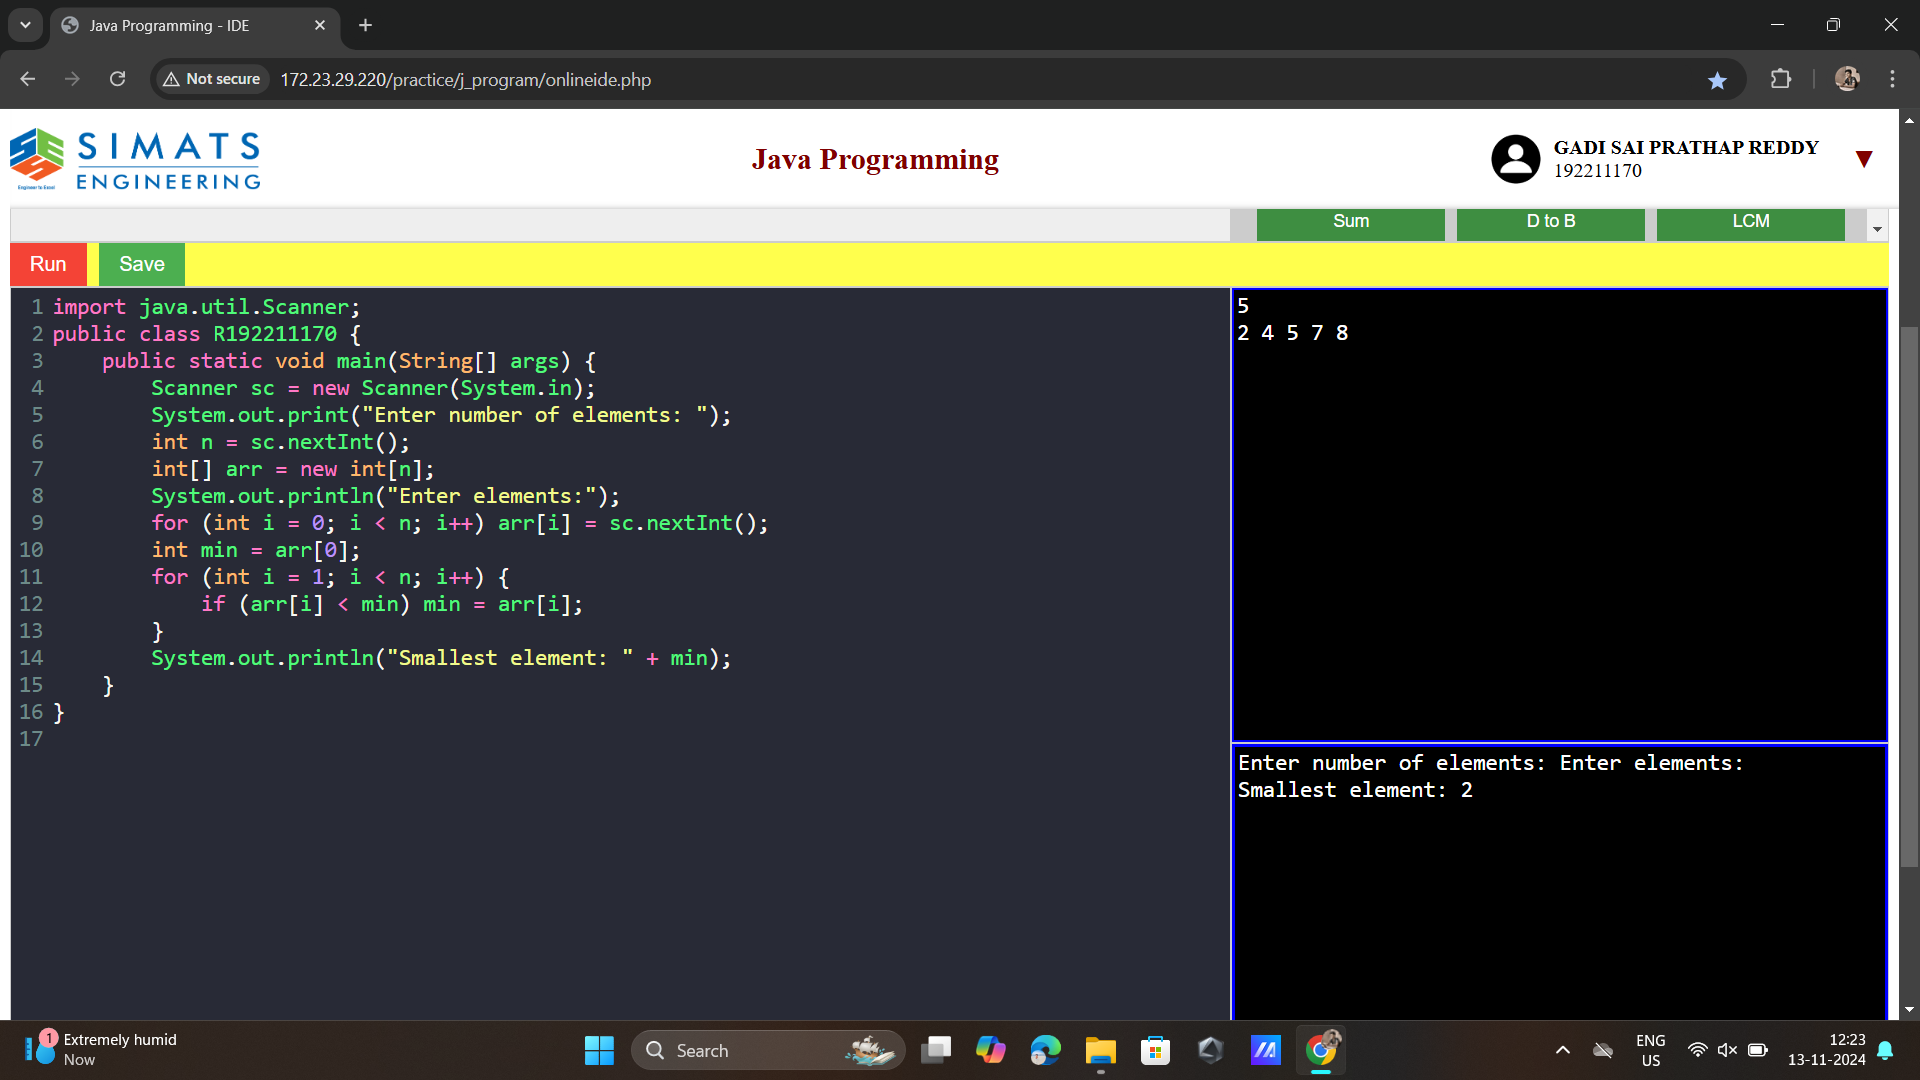 Java Programming - IDE
Not secure
172.23.29.220/practice/j_program/onlineide.php
SIMATS
ENGINEERING
Engineer to Excel
Java Programming
GADI SAI PRATHAP REDDY
192211170
Sum
D to B
LCM
Run
Save
1 import java.util.Scanner;
2 public class R192211170 {
3     public static void main(String[] args) {
4         Scanner sc = new Scanner(System.in);
5         System.out.print("Enter number of elements: ");
6         int n = sc.nextInt();
7         int[] arr = new int[n];
8         System.out.println("Enter elements:");
9         for (int i = 0; i < n; i++) arr[i] = sc.nextInt();
10         int min = arr[0];
11         for (int i = 1; i < n; i++) {
12             if (arr[i] < min) min = arr[i];
13         }
14         System.out.println("Smallest element: " + min);
15     }
16 }
17
5
2 4 5 7 8
Enter number of elements: Enter elements:
Smallest element: 2
1
Extremely humid
Now
Search
ENG
US
12:23
13-11-2024